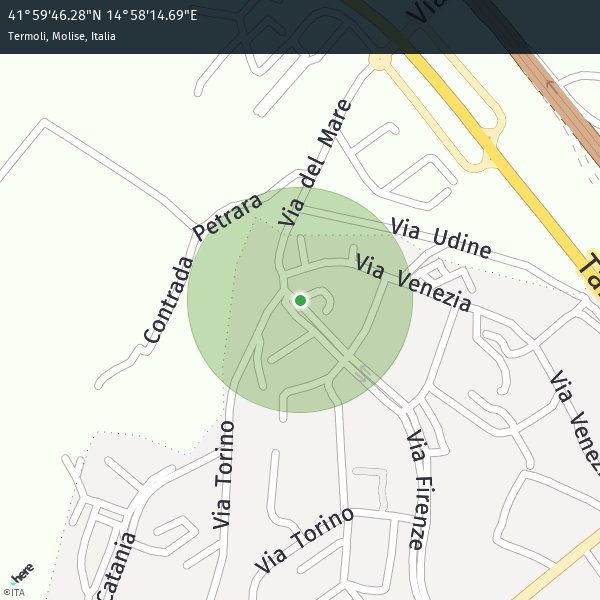 41°59'46.28"N 14°58'14.69"E
Termoli, Molise, Italia
Via
Via del Mare
Contrada Petrara
Via Udine
Via Venezia
Via Firenze
Via Torino
Via Torino
Catania
here
©ITA